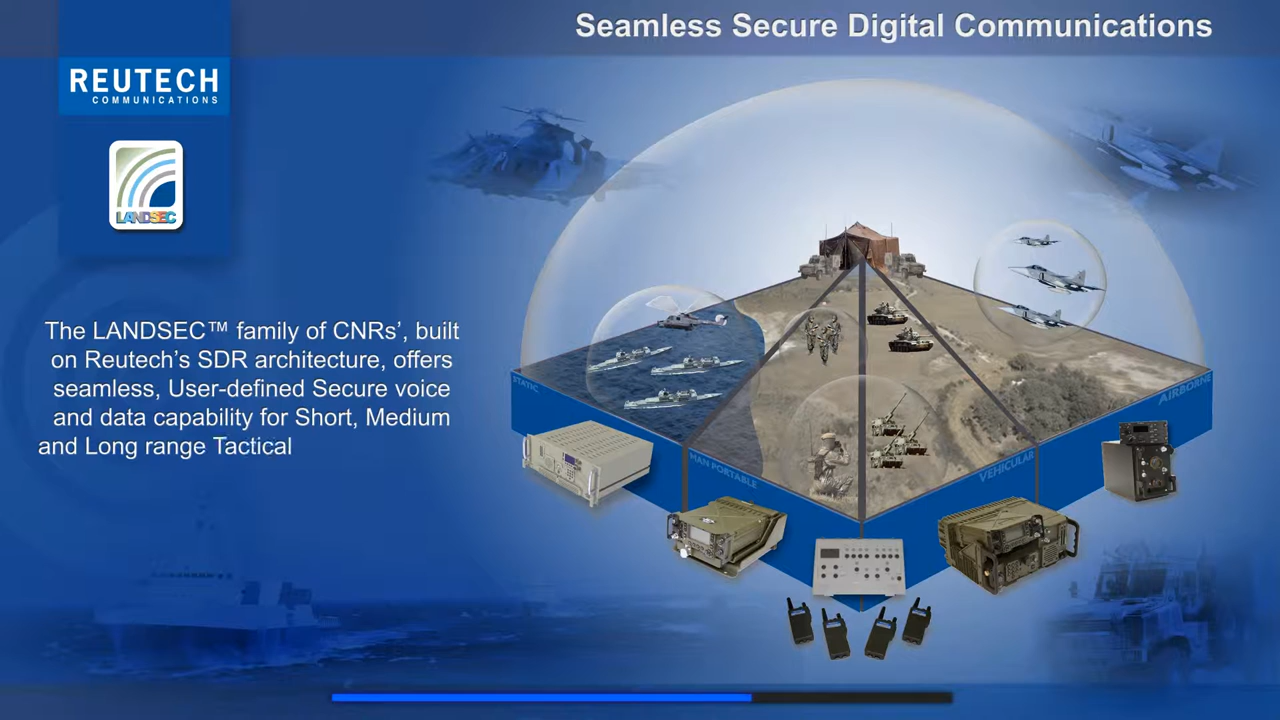 Seamless Secure Digital Communications
REUTECH
COMMUNICATIONS
LANDSEC
The LANDSEC™ family of CNRs’, built
on Reutech’s SDR architecture, offers
seamless, User-defined Secure voice
and data capability for Short, Medium
and Long range Tactical
STATIC
MAN PORTABLE
VEHICULAR
AIRBORNE